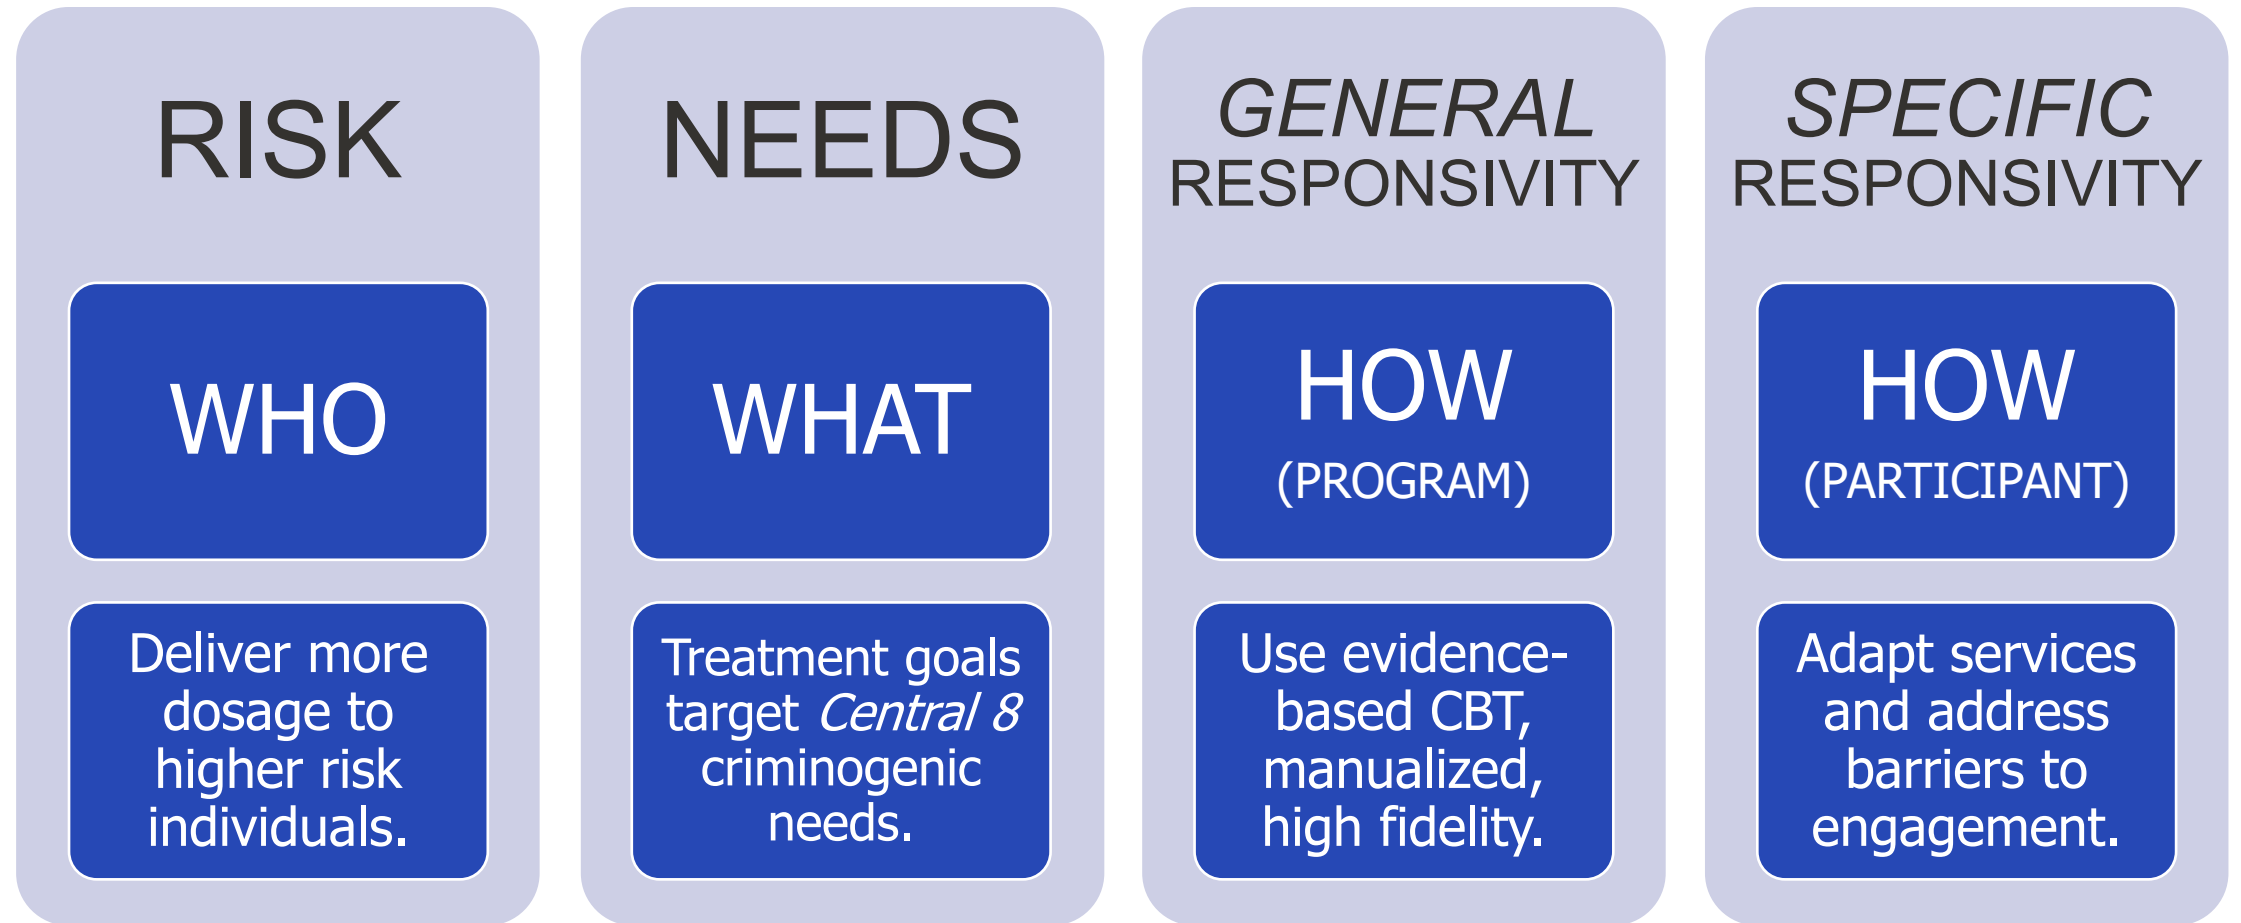 RISK
WHO
Deliver more
dosage to
higher risk
individuals.
NEEDS
WHAT
Treatment goals
target Central 8
criminogenic
needs.
GENERAL
RESPONSIVITY
HOW
(PROGRAM)
Use evidence-
based CBT,
manualized,
high fidelity.
SPECIFIC
RESPONSIVITY
HOW
(PARTICIPANT)
Adapt services
and address
barriers to
engagement.